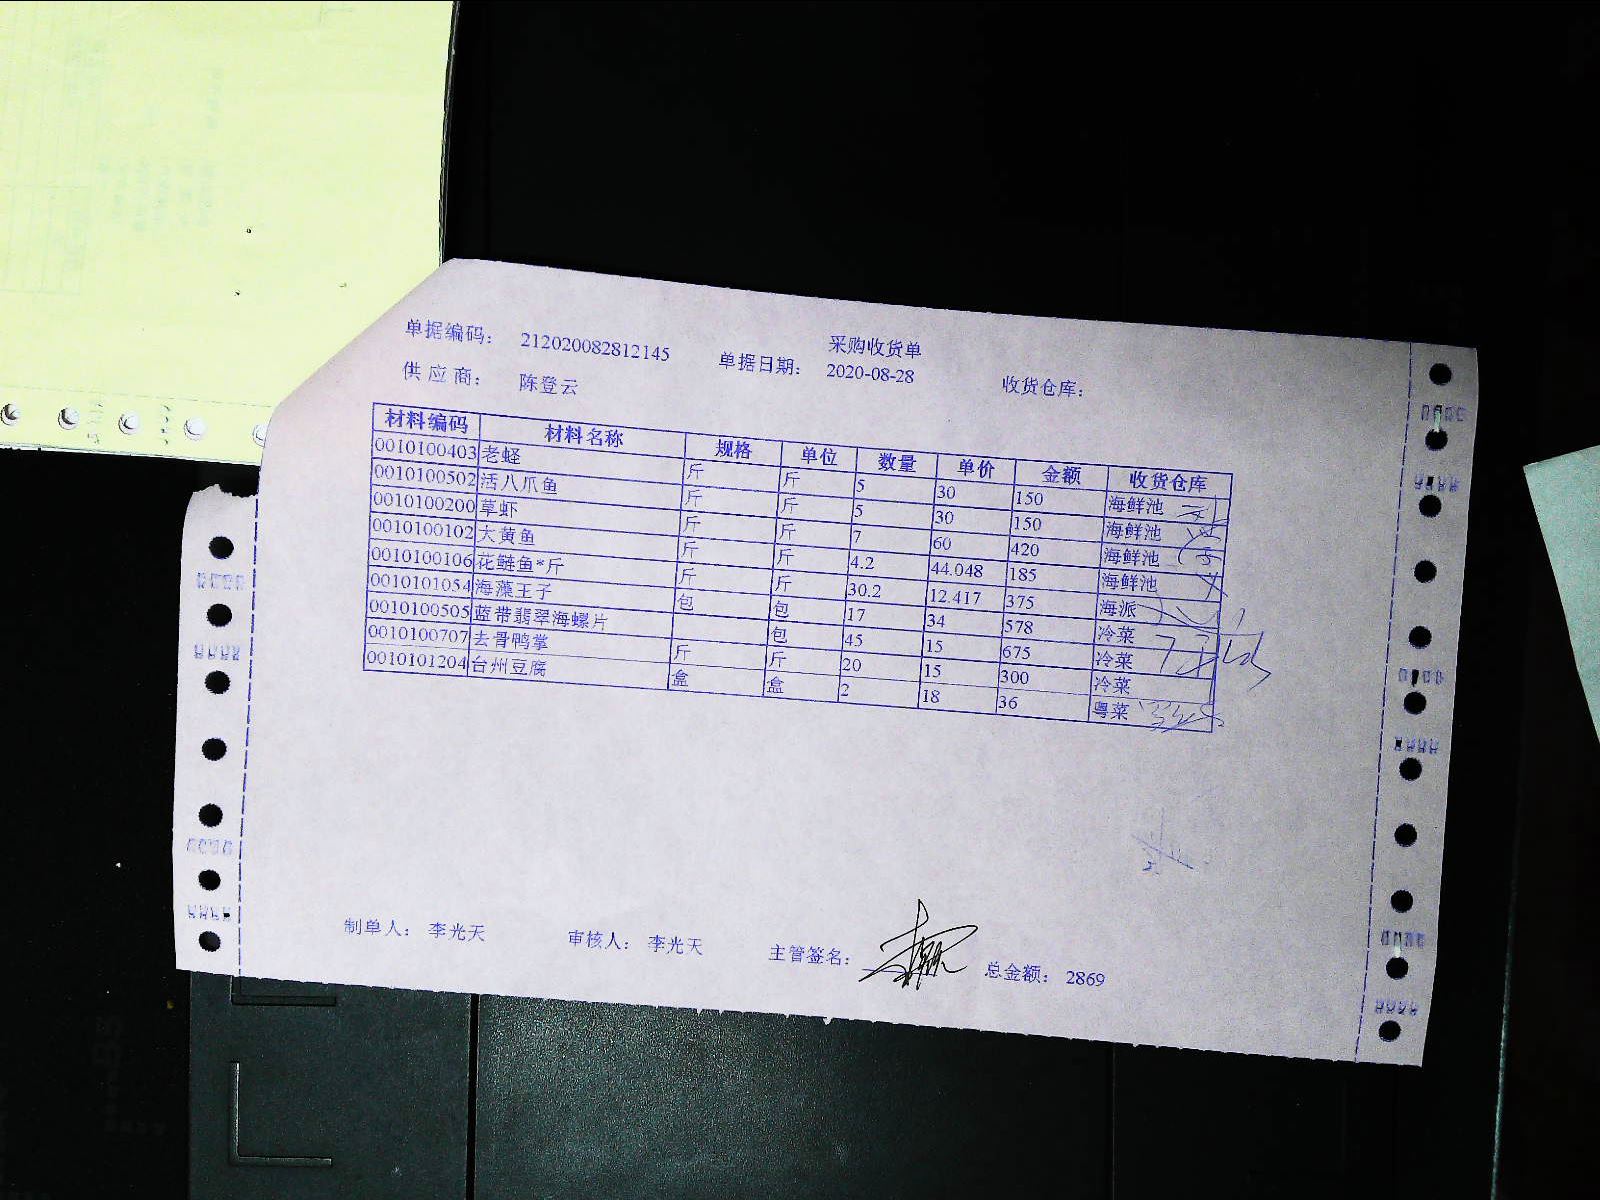 采购收货单
单据编码： 212020082812145 单据日期： 2020-08-28 收货仓库：
供 应 商： 陈登云
材料编码 材料名称 规格 单位 数量 单价 金额 收货仓库
0010100403 老蛏 斤 斤 5 30 150 海鲜池
0010100502 活八爪鱼 斤 斤 5 30 150 海鲜池
0010100200 草虾 斤 斤 7 60 420 海鲜池
0010100102 大黄鱼 斤 斤 4.2 44.048 185 海鲜池
0010100106 花鲢鱼*斤 斤 斤 30.2 12.417 375 海派
0010101054 海藻王子 包 包 17 34 578 冷菜
0010100505 蓝带翡翠海螺片 包 45 15 675 冷菜
0010100707 去骨鸭掌 斤 斤 20 15 300 冷菜
0010101204 台州豆腐 盒 盒 2 18 36 粤菜
制单人： 李光天 审核人： 李光天 主管签名： 总金额： 2869